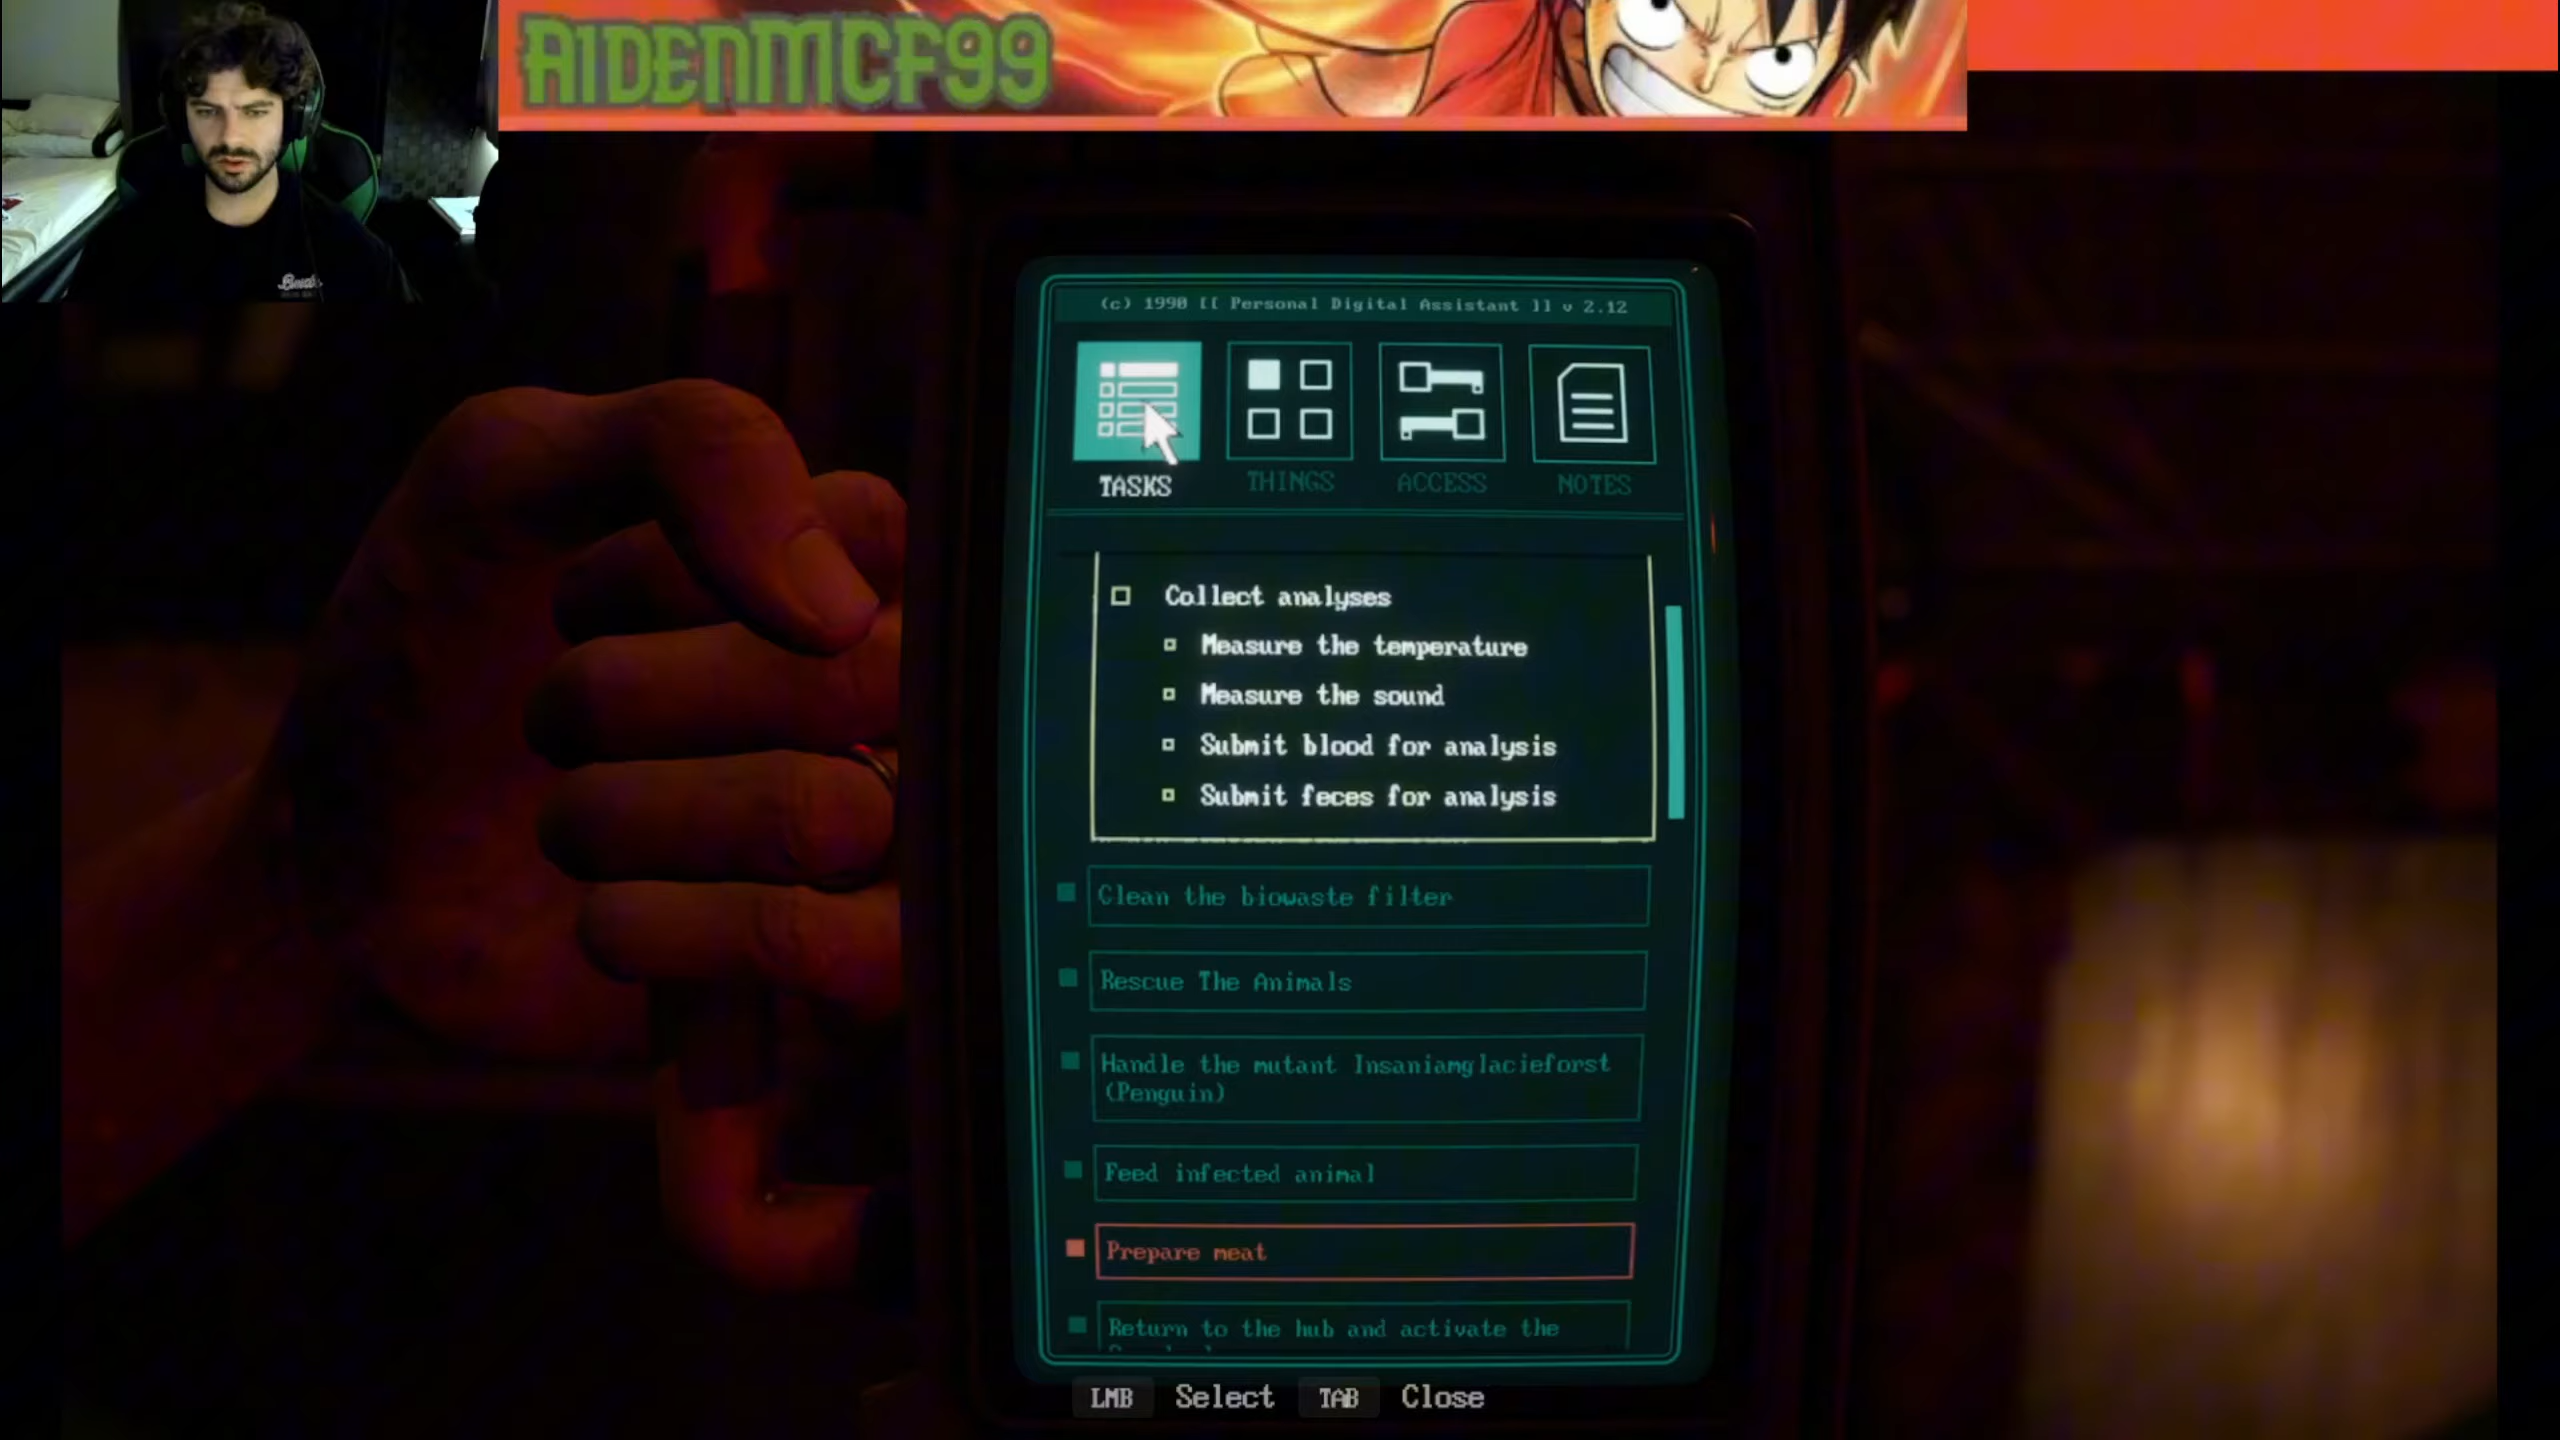 AIDENMCF99
(c) 1990 [[ Personal Digital Assistant ]] v 2.12
TASKS THINGS ACCESS NOTES
Collect analyses
Measure the temperature
Measure the sound
Submit blood for analysis
Submit feces for analysis
Clean the biowaste filter
Rescue The Animals
Handle the mutant Insaniamglacieforst
(Penguin)
Feed infected animal
Prepare meat
Return to the hub and activate the
LMB Select TAB Close